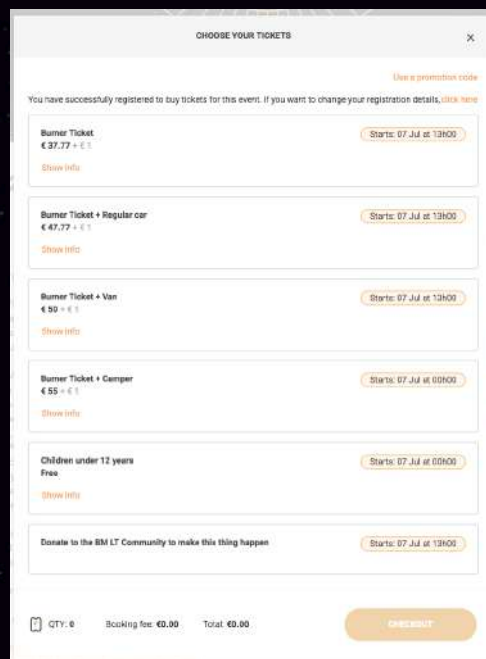 CHOOSE YOUR TICKETS
Use a promotion code
You have successfully registered to buy tickets for this event. If you want to change your registration details, click here
Burner Ticket
Starts: 07 Jul at 13h00
€ 37.77 + € 1
Show info
Burner Ticket + Regular car
Starts: 07 Jul at 13h00
€ 47.77 + € 1
Show info
Burner Ticket + Van
Starts: 07 Jul at 13h00
€ 50 + € 1
Show info
Burner Ticket + Camper
Starts: 07 Jul at 00h00
€ 55 + € 1
Show info
Children under 12 years
Starts: 07 Jul at 00h00
Free
Show info
Donate to the BM LT Community to make this thing happen
Starts: 07 Jul at 13h00
QTY: 0 Booking fee: €0.00 Total: €0.00 CHECKOUT